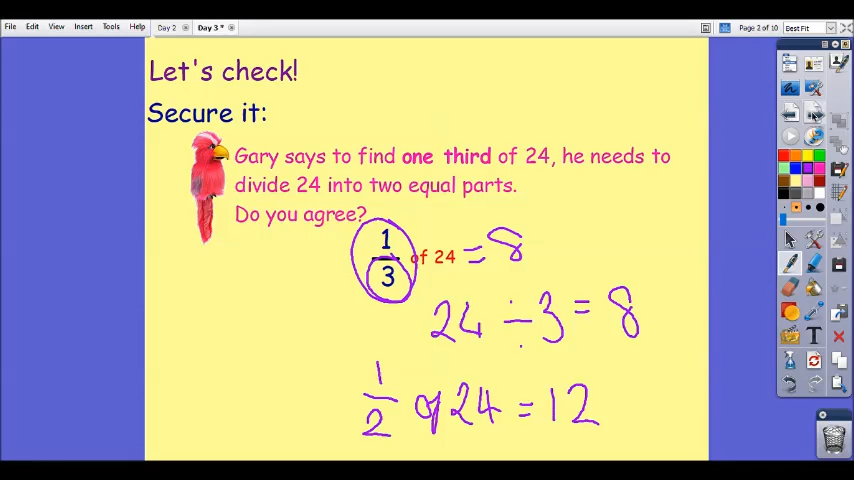 File Edit View Insert Tools Help Day 2 Day 3 * Page 2 of 10 Best Fit
Let's check!
Secure it:
Gary says to find one third of 24, he needs to
divide 24 into two equal parts.
Do you agree?
1/3 of 24 = 8
24 ÷ 3 = 8
1/2 of 24 = 12
T